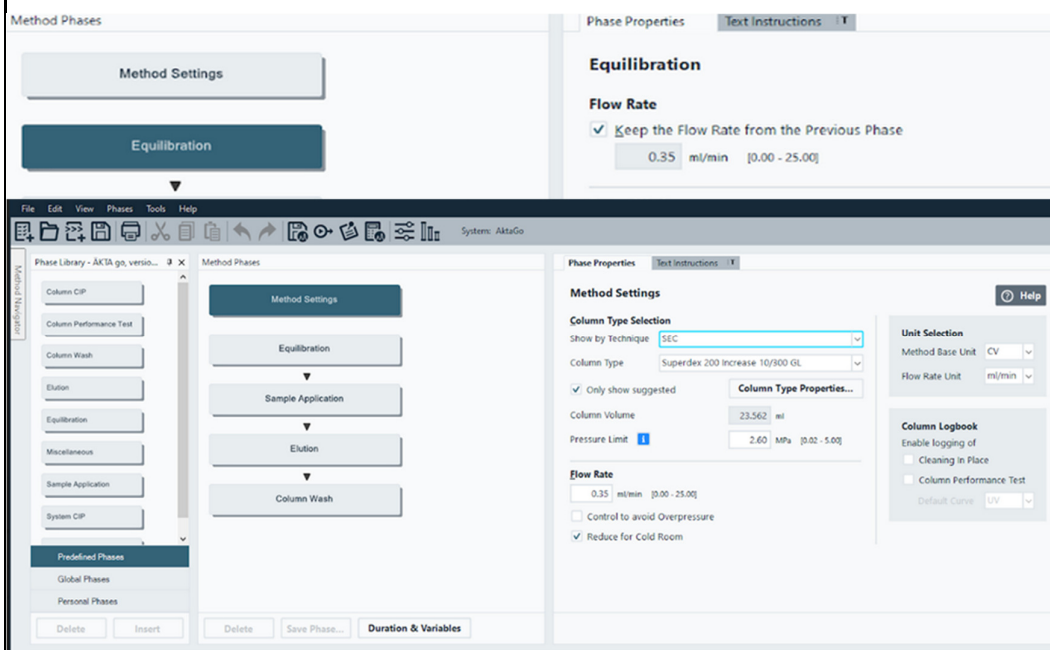 Method Phases
Method Settings
Equilibration
Phase Properties Text Instructions T
Equilibration
Flow Rate
Keep the Flow Rate from the Previous Phase
0.35 ml/min [0.00 - 25.00]
File Edit View Phases Tools Help
System: AktaGo
Method Navigator
Phase Library - ÄKTA go, versio...
Column CIP
Column Performance Test
Column Wash
Elution
Equilibration
Miscellaneous
Sample Application
System CIP
Predefined Phases
Global Phases
Personal Phases
Delete Insert
Method Phases
Method Settings
Equilibration
Sample Application
Elution
Column Wash
Delete Save Phase... Duration & Variables
Phase Properties Text Instructions T
Method Settings
Help
Column Type Selection
Show by Technique SEC
Column Type Superdex 200 Increase 10/300 GL
Only show suggested Column Type Properties...
Column Volume 23.562 ml
Pressure Limit i 2.60 MPa [0.02 - 5.00]
Flow Rate
0.35 ml/min [0.00 - 25.00]
Control to avoid Overpressure
Reduce for Cold Room
Unit Selection
Method Base Unit CV
Flow Rate Unit ml/min
Column Logbook
Enable logging of
Cleaning In Place
Column Performance Test
Default Curve UV